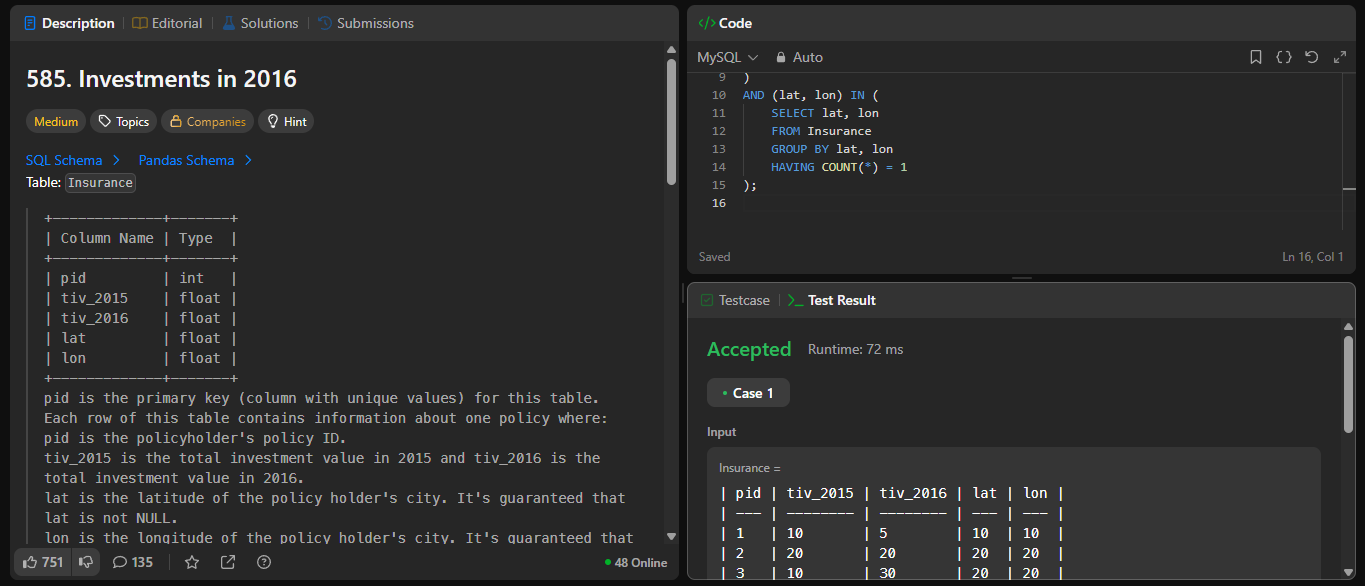 Description | Editorial | Solutions | Submissions
585. Investments in 2016
Medium Topics Companies Hint
SQL Schema > Pandas Schema >
Table: Insurance
+-------------+-------+
| Column Name | Type  |
+-------------+-------+
| pid         | int   |
| tiv_2015    | float |
| tiv_2016    | float |
| lat         | float |
| lon         | float |
+-------------+-------+
pid is the primary key (column with unique values) for this table.
Each row of this table contains information about one policy where:
pid is the policyholder's policy ID.
tiv_2015 is the total investment value in 2015 and tiv_2016 is the
total investment value in 2016.
lat is the latitude of the policy holder's city. It's guaranteed that
lat is not NULL.
lon is the longitude of the policy holder's city. It's guaranteed that
751 135 48 Online
</> Code
MySQL Auto
9 )
10 AND (lat, lon) IN (
11     SELECT lat, lon
12     FROM Insurance
13     GROUP BY lat, lon
14     HAVING COUNT(*) = 1
15 );
16
Saved Ln 16, Col 1
Testcase | >_ Test Result
Accepted Runtime: 72 ms
• Case 1
Input
Insurance =
| pid | tiv_2015 | tiv_2016 | lat | lon |
| --- | -------- | -------- | --- | --- |
| 1   | 10       | 5        | 10  | 10  |
| 2   | 20       | 20       | 20  | 20  |
| 3   | 10       | 30       | 20  | 20  |